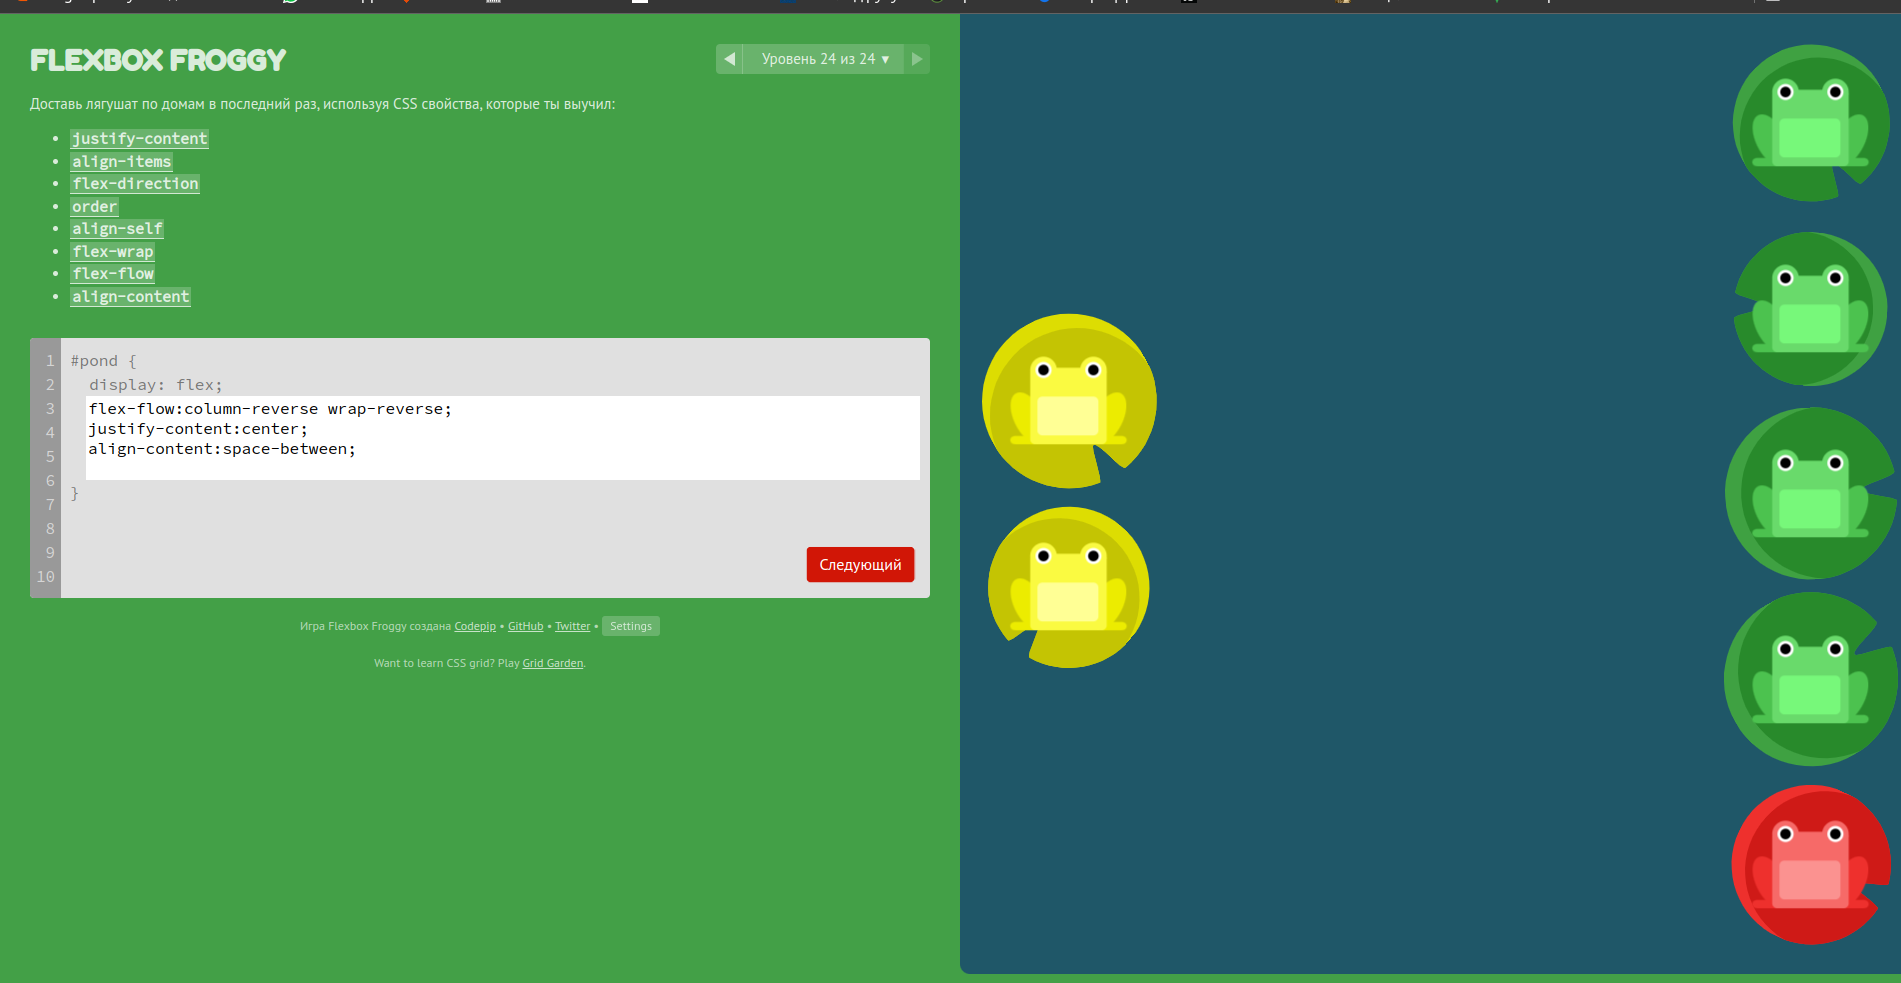 FLEXBOX FROGGY
◀ Уровень 24 из 24 ▼ ▶
Доставь лягушат по домам в последний раз, используя CSS свойства, которые ты выучил:
• justify-content
• align-items
• flex-direction
• order
• align-self
• flex-wrap
• flex-flow
• align-content
1 #pond {
2 display: flex;
3 flex-flow:column-reverse wrap-reverse;
4 justify-content:center;
5 align-content:space-between;
6 }
7
8
9
10
Следующий
Игра Flexbox Froggy создана Codepip • GitHub • Twitter • Settings
Want to learn CSS grid? Play Grid Garden.